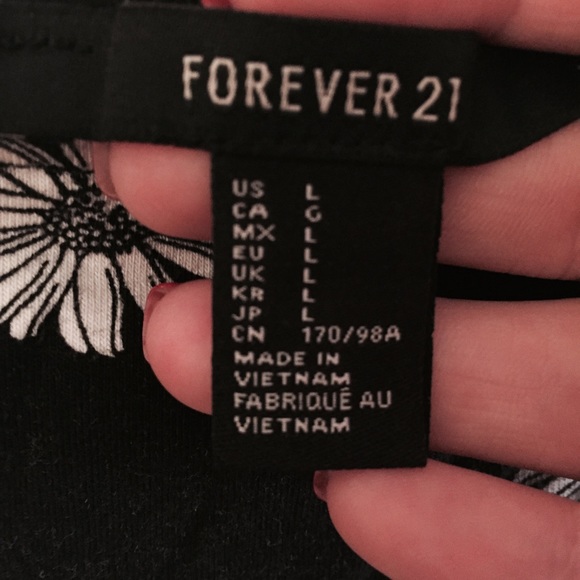 FOREVER 21
US L
CA G
MX L
EU L
UK L
KR L
JP L
CN 170/98A
MADE IN
VIETNAM
FABRIQUÉ AU
VIETNAM